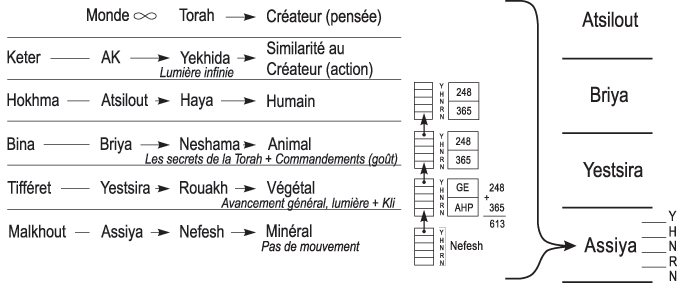 Monde ∞ Torah Créateur (pensée)
Keter AK Yekhida Similarité au
Lumière infinie Créateur (action)
Hokhma Atsilout Haya Humain
Bina Briya Neshama Animal
Les secrets de la Torah + Commandements (goût)
Tifféret Yestsira Rouakh Végétal
Avancement général, lumière + Kli
Malkhout Assiya Nefesh Minéral
Pas de mouvement
Y
H
N
R
N
248
365
Y
H
N
R
N
248
365
Y
H
N
R
N
GE 248
+
AHP 365
613
Y
H
N
R
N
Nefesh
Atsilout
Briya
Yestsira
Assiya
Y
H
N
R
N